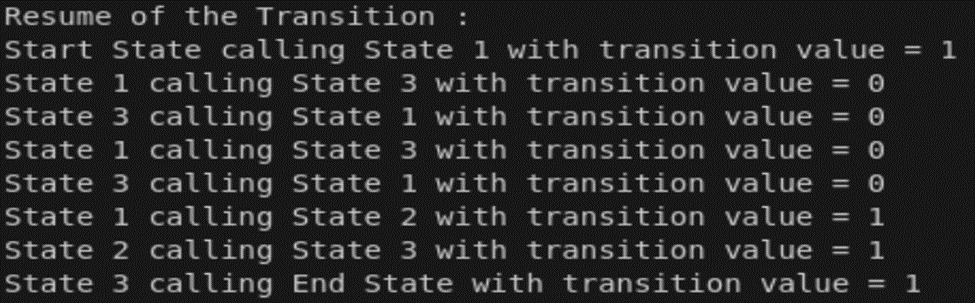 Resume of the Transition :
Start State calling State 1 with transition value = 1
State 1 calling State 3 with transition value = 0
State 3 calling State 1 with transition value = 0
State 1 calling State 3 with transition value = 0
State 3 calling State 1 with transition value = 0
State 1 calling State 2 with transition value = 1
State 2 calling State 3 with transition value = 1
State 3 calling End State with transition value = 1